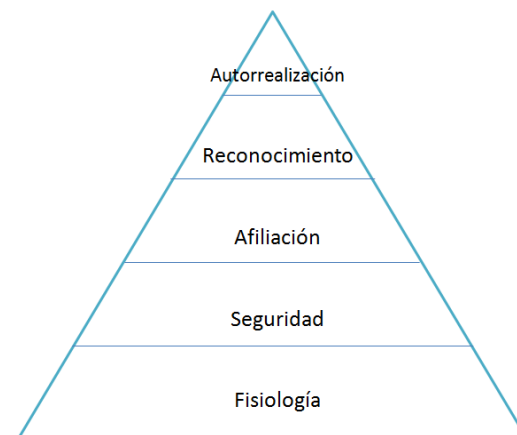 Autorrealización
Reconocimiento
Afiliación
Seguridad
Fisiología